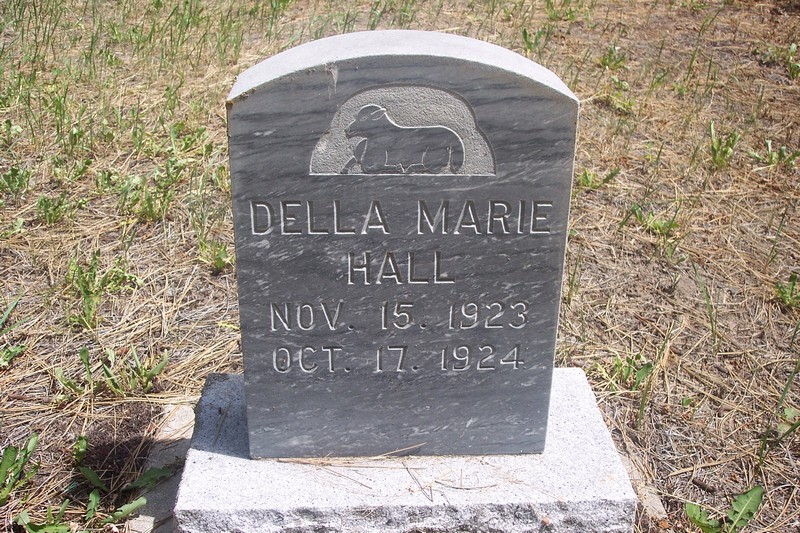 DELLA MARIE
HALL
NOV. 15. 1923
OCT. 17. 1924